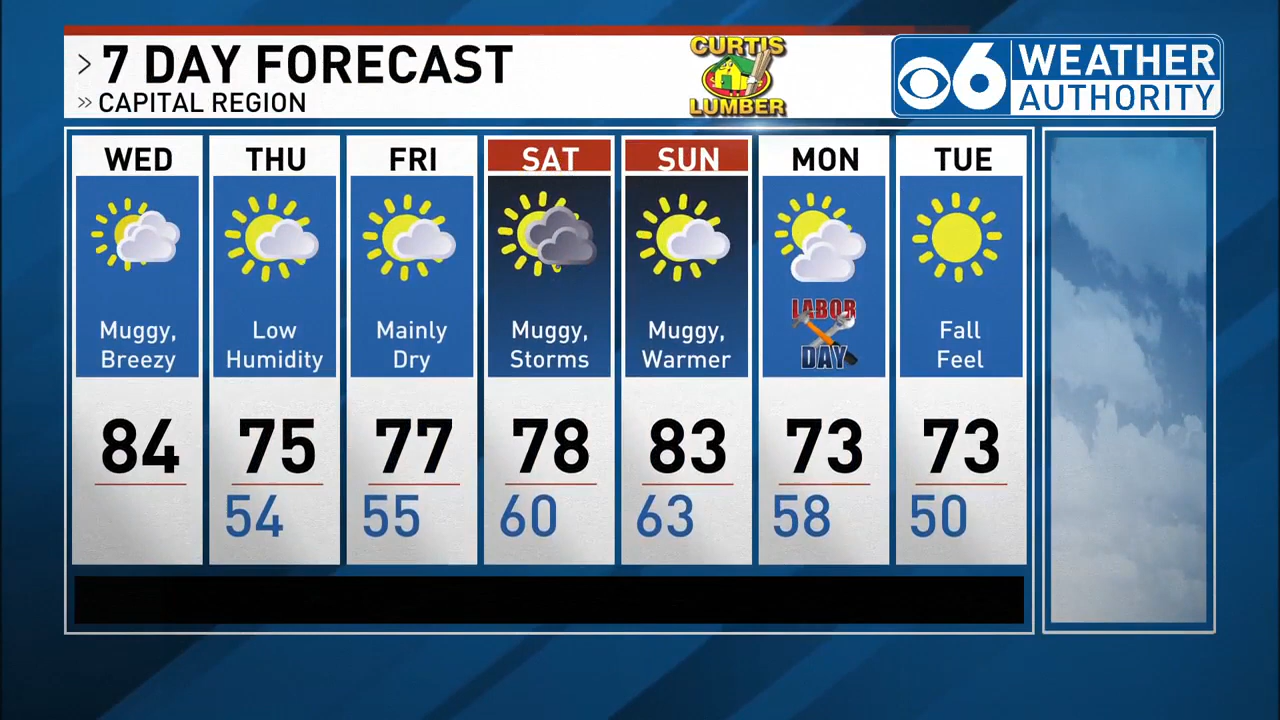 > 7 DAY FORECAST
» CAPITAL REGION
CURTIS
LUMBER
6 WEATHER
AUTHORITY
WED THU FRI SAT SUN MON TUE
LABOR
DAY
Muggy, Low Mainly Muggy, Muggy, Fall
Breezy Humidity Dry Storms Warmer Feel
84 75 77 78 83 73 73
54 55 60 63 58 50